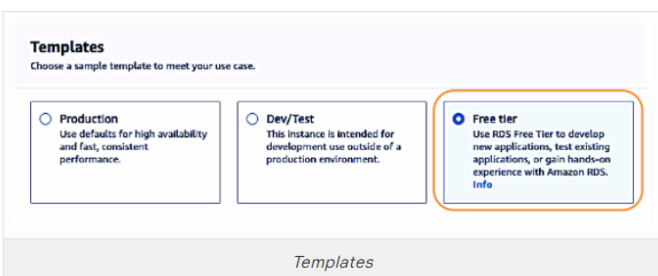 Templates
Choose a sample template to meet your use case.
Production
Use defaults for high availability
and fast, consistent
performance.
Dev/Test
This instance is intended for
development use outside of a
production environment.
Free tier
Use RDS Free Tier to develop
new applications, test existing
applications, or gain hands-on
experience with Amazon RDS.
Info
Templates